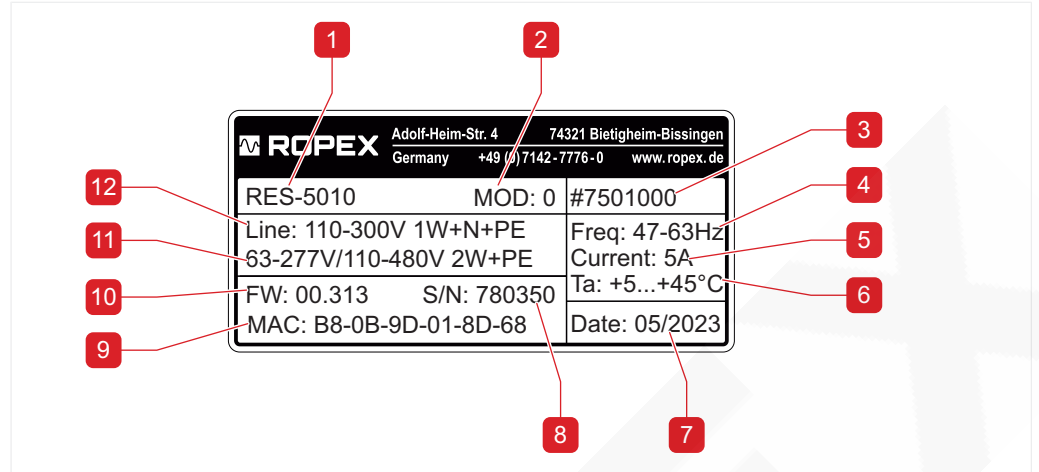 1
2
ROPEX
Adolf-Heim-Str. 4 74321 Bietigheim-Bissingen
Germany +49 (0)7142-7776-0 www.ropex.de
3
12
RES-5010 MOD: 0 #7501000
4
11
Line: 110-300V 1W+N+PE
Freq: 47-63Hz
5
63-277V/110-480V 2W+PE
Current: 5A
Ta: +5...+45°C
6
10
FW: 00.313 S/N: 780350
9
MAC: B8-0B-9D-01-8D-68
Date: 05/2023
8
7